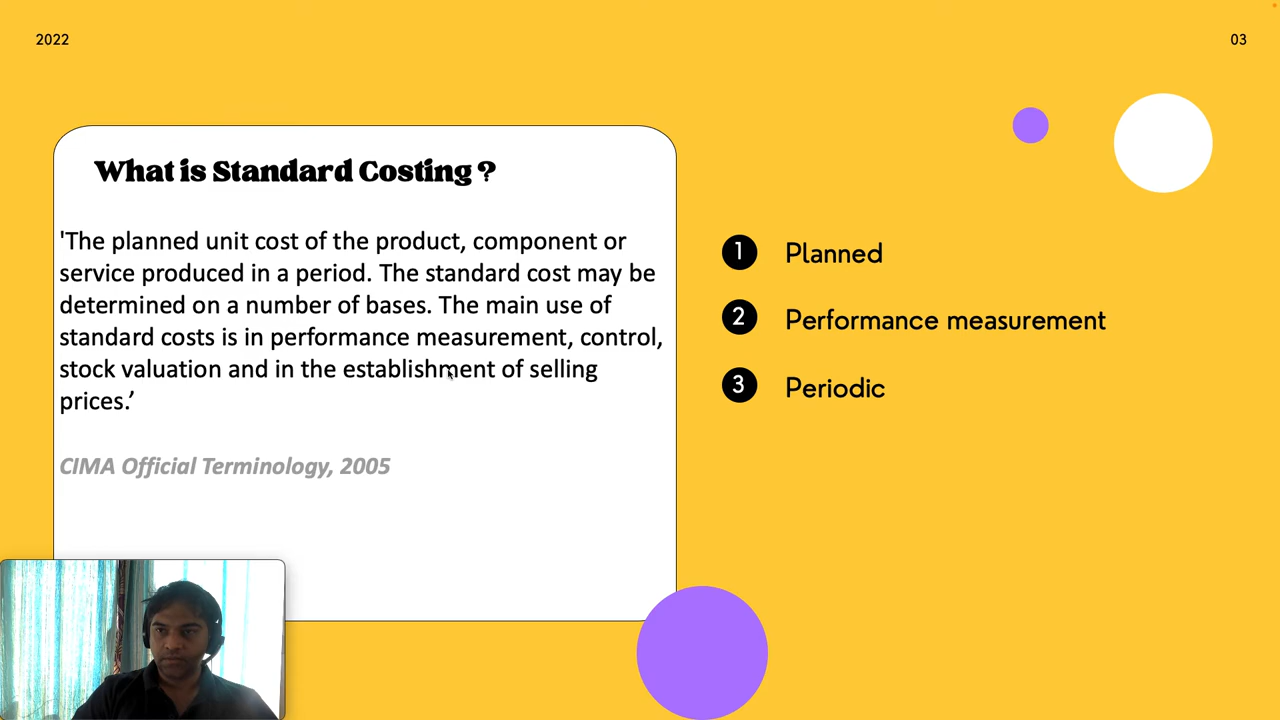 2022
03
What is Standard Costing ?
'The planned unit cost of the product, component or
service produced in a period. The standard cost may be
determined on a number of bases. The main use of
standard costs is in performance measurement, control,
stock valuation and in the establishment of selling
prices.’
CIMA Official Terminology, 2005
1 Planned
2 Performance measurement
3 Periodic